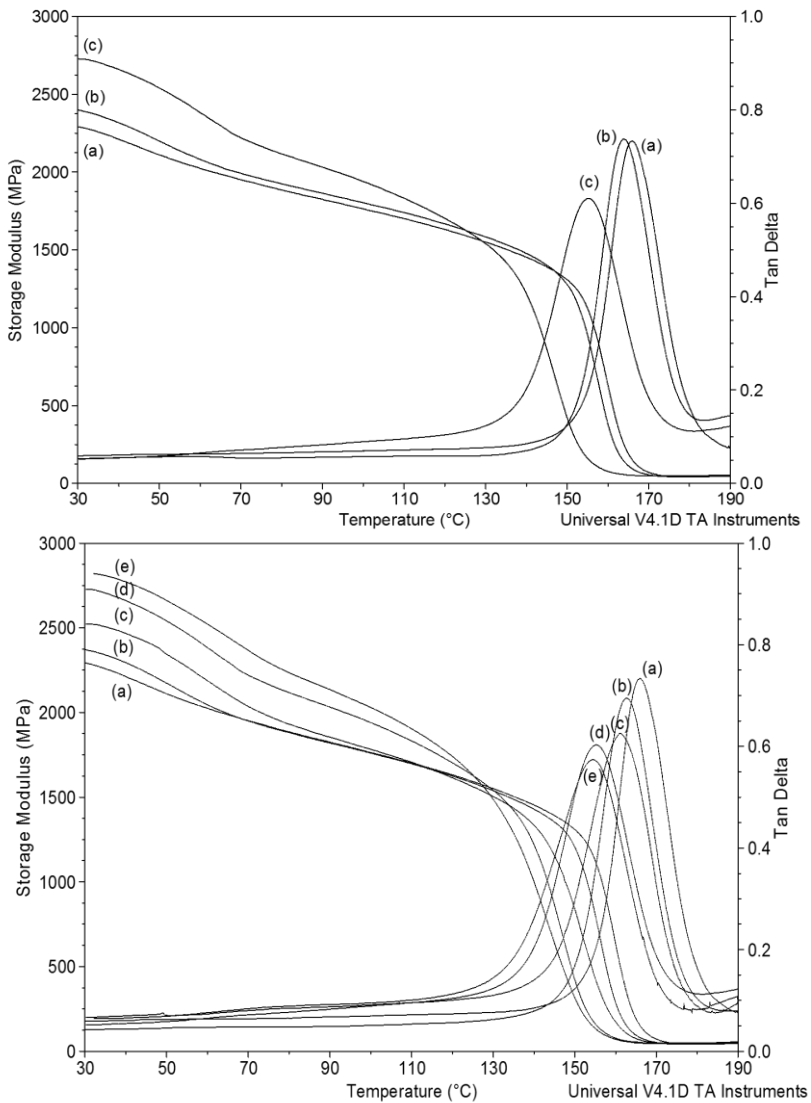 3000
2500
2000
1500
1000
500
0
Storage Modulus (MPa)
(c)
(b)
(a)
(b)
(a)
(c)
1.0
0.8
0.6
0.4
0.2
0.0
Tan Delta
30 50 70 90 110 130 150 170 190
Temperature (°C) Universal V4.1D TA Instruments
3000
2500
2000
1500
1000
500
0
Storage Modulus (MPa)
(e)
(d)
(c)
(b)
(a)
(a)
(b)
(c)
(d)
(e)
1.0
0.8
0.6
0.4
0.2
0.0
Tan Delta
30 50 70 90 110 130 150 170 190
Temperature (°C) Universal V4.1D TA Instruments